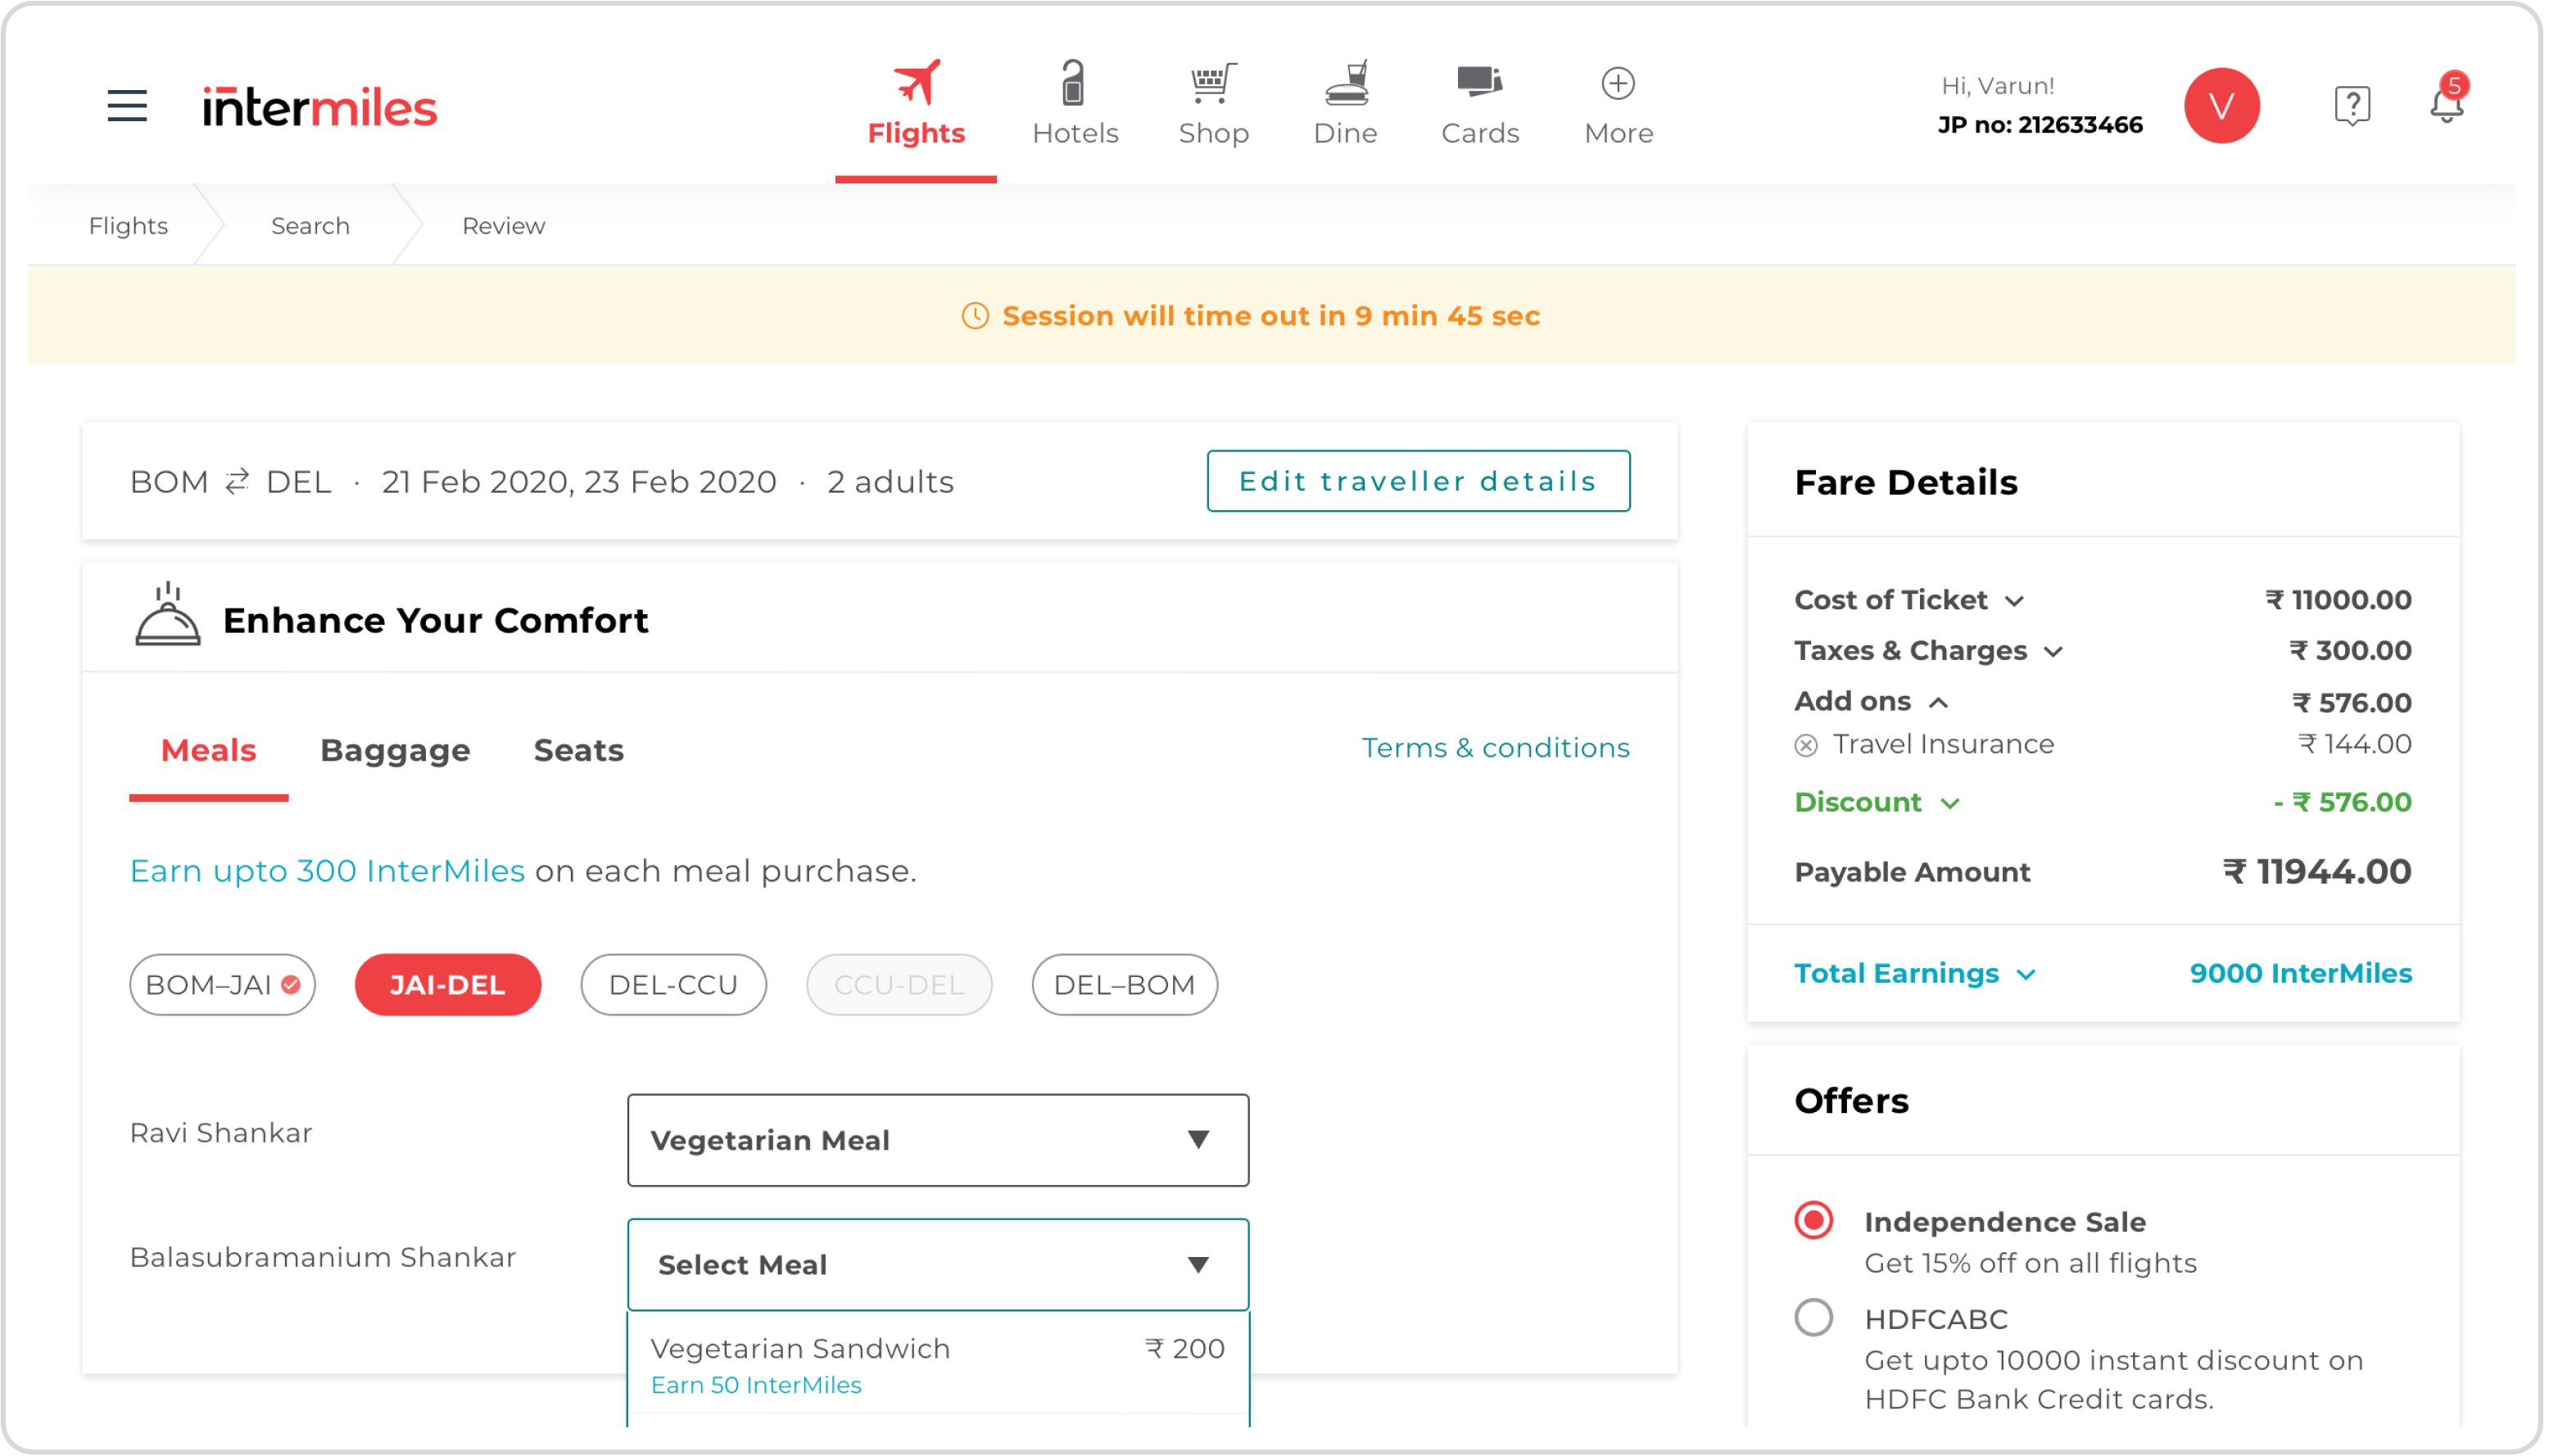 intermiles
Flights
Hotels
Shop
Dine
Cards
More
Hi, Varun!
JP no: 212633466
V
?
5
Flights
Search
Review
Session will time out in 9 min 45 sec
BOM ⇄ DEL · 21 Feb 2020, 23 Feb 2020 · 2 adults
Edit traveller details
Enhance Your Comfort
Meals
Baggage
Seats
Terms & conditions
Earn upto 300 InterMiles on each meal purchase.
BOM–JAI
JAI-DEL
DEL-CCU
CCU-DEL
DEL–BOM
Ravi Shankar
Vegetarian Meal
Balasubramanium Shankar
Select Meal
Vegetarian Sandwich ₹ 200
Earn 50 InterMiles
Fare Details
Cost of Ticket ₹ 11000.00
Taxes & Charges ₹ 300.00
Add ons ₹ 576.00
Travel Insurance ₹ 144.00
Discount - ₹ 576.00
Payable Amount ₹ 11944.00
Total Earnings 9000 InterMiles
Offers
Independence Sale
Get 15% off on all flights
HDFCABC
Get upto 10000 instant discount on
HDFC Bank Credit cards.